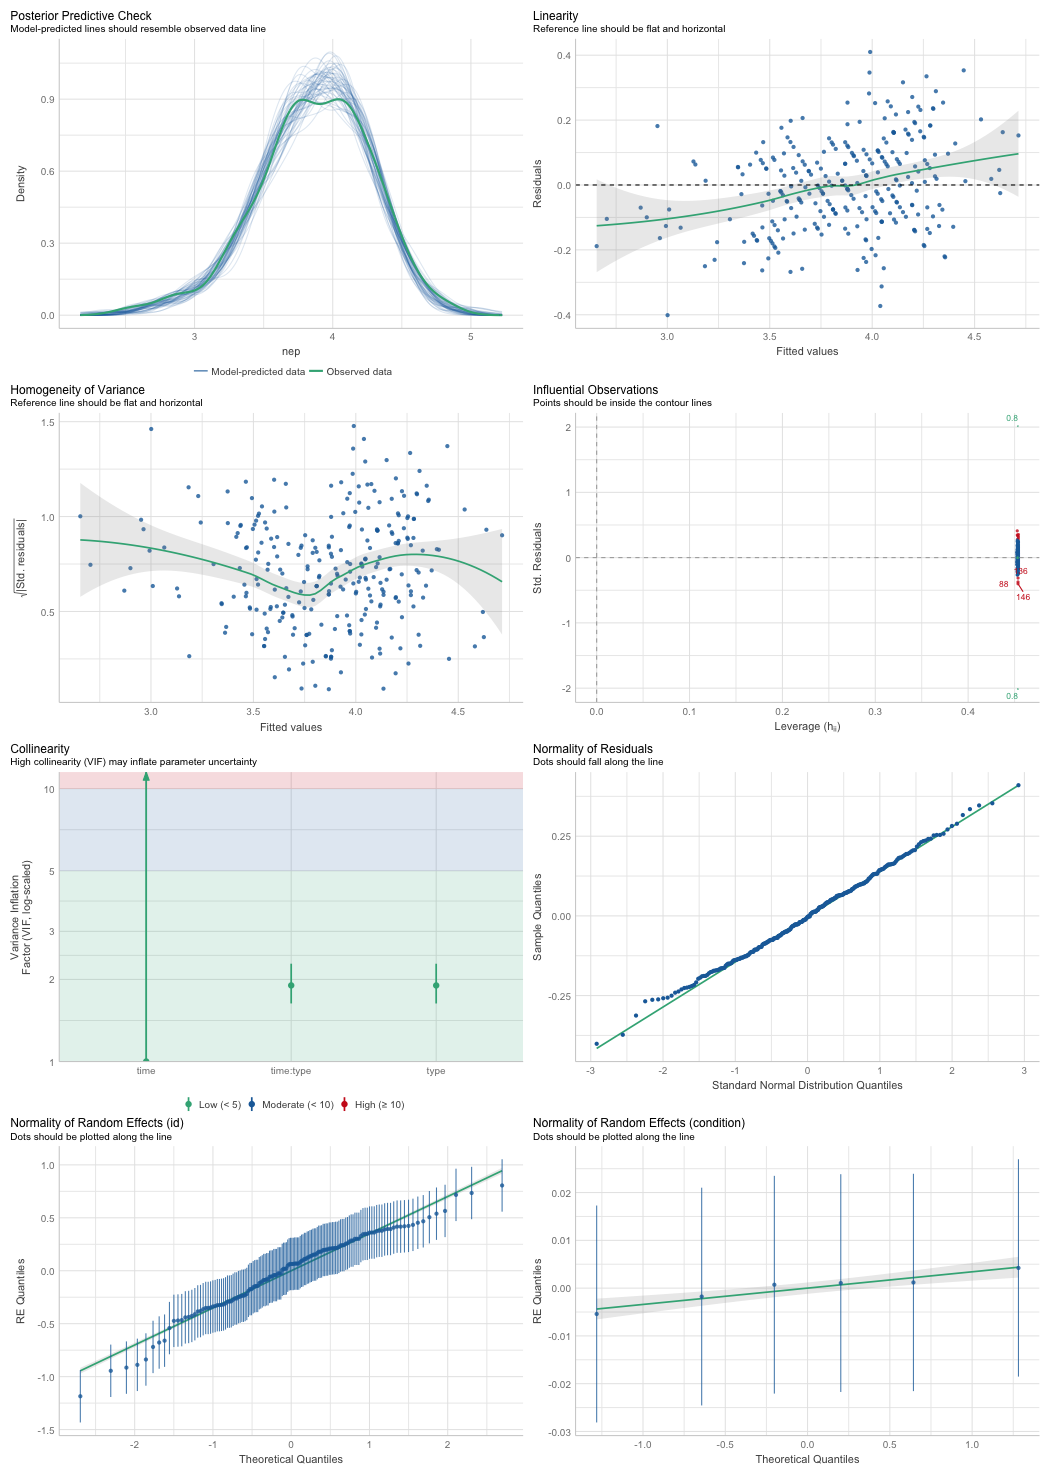 Posterior Predictive Check
Model-predicted lines should resemble observed data line
Density
0.9
0.6
0.3
0.0
3
4
5
nep
Model-predicted data
Observed data
Linearity
Reference line should be flat and horizontal
Residuals
0.4
0.2
0.0
-0.2
-0.4
3.0
3.5
4.0
4.5
Fitted values
Homogeneity of Variance
Reference line should be flat and horizontal
√|Std. residuals|
1.5
1.0
0.5
3.0
3.5
4.0
4.5
Fitted values
Influential Observations
Points should be inside the contour lines
Std. Residuals
2
1
0
-1
-2
0.8
88
146
0.8
0.0
0.1
0.2
0.3
0.4
Leverage (hᵢᵢ)
Collinearity
High collinearity (VIF) may inflate parameter uncertainty
Variance Inflation
Factor (VIF, log-scaled)
10
5
3
2
1
time
time:type
type
Low (< 5)
Moderate (< 10)
High (≥ 10)
Normality of Residuals
Dots should fall along the line
Sample Quantiles
0.25
0.00
-0.25
-3
-2
-1
0
1
2
3
Standard Normal Distribution Quantiles
Normality of Random Effects (id)
Dots should be plotted along the line
RE Quantiles
1.0
0.5
0.0
-0.5
-1.0
-1.5
-2
-1
0
1
2
Theoretical Quantiles
Normality of Random Effects (condition)
Dots should be plotted along the line
RE Quantiles
0.02
0.01
0.00
-0.01
-0.02
-0.03
-1.0
-0.5
0.0
0.5
1.0
Theoretical Quantiles